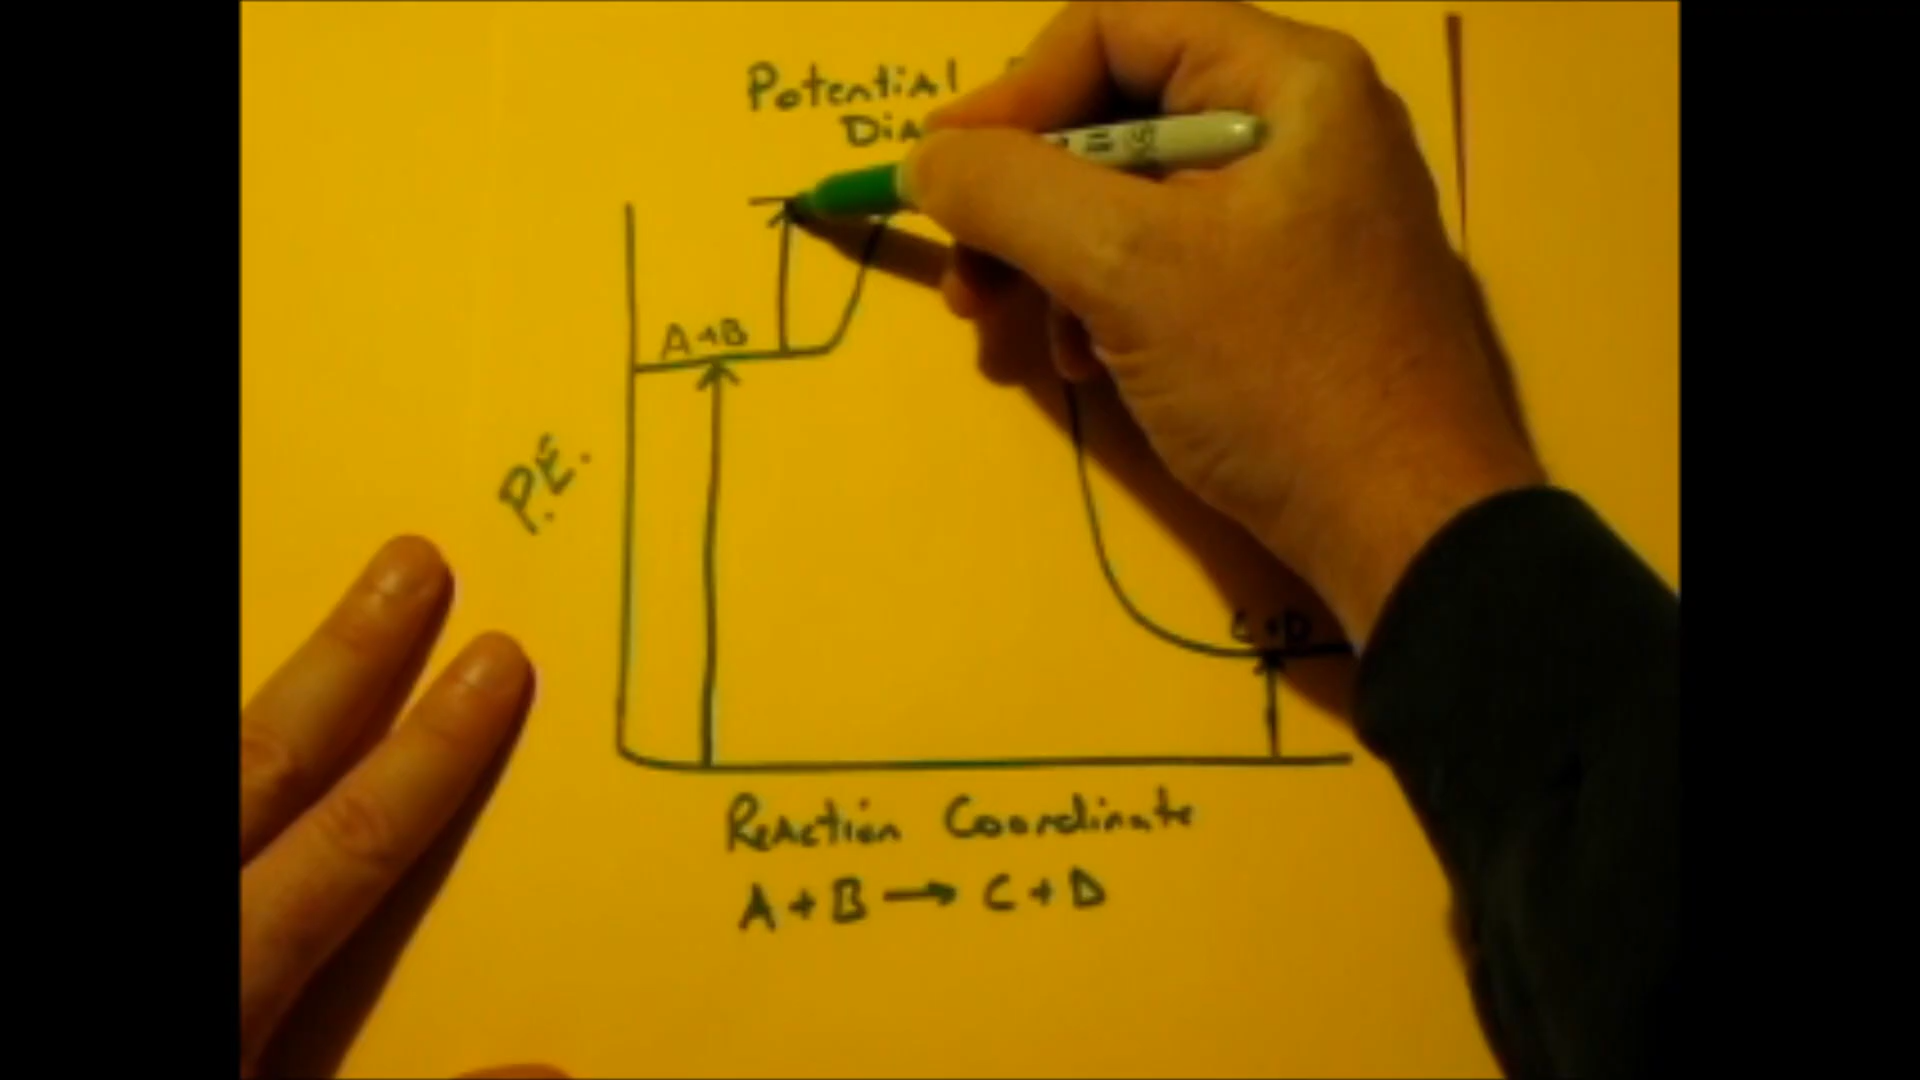 Potential
A+B
P.E.
C+D
Reaction Coordinate
A + B → C + D